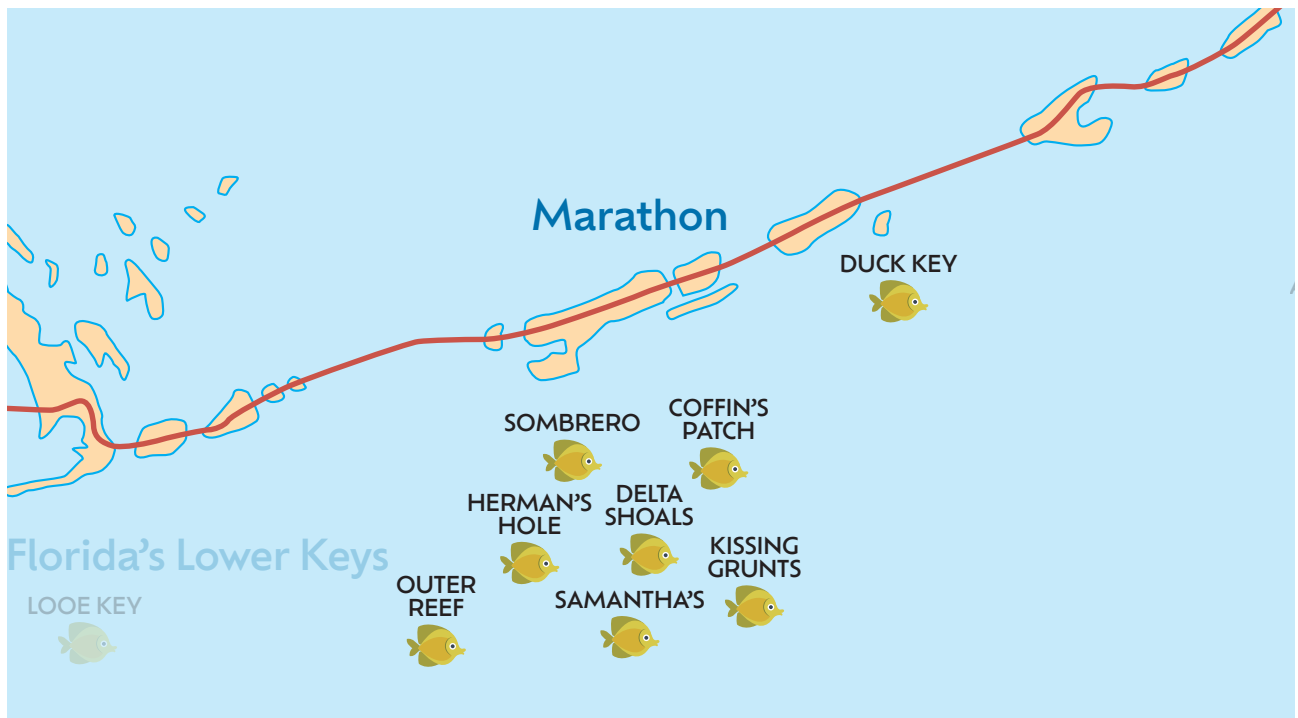 Marathon
DUCK KEY
SOMBRERO
COFFIN'S
PATCH
HERMAN'S
HOLE
DELTA
SHOALS
KISSING
GRUNTS
Florida's Lower Keys
OUTER
REEF
SAMANTHA'S
LOOE KEY